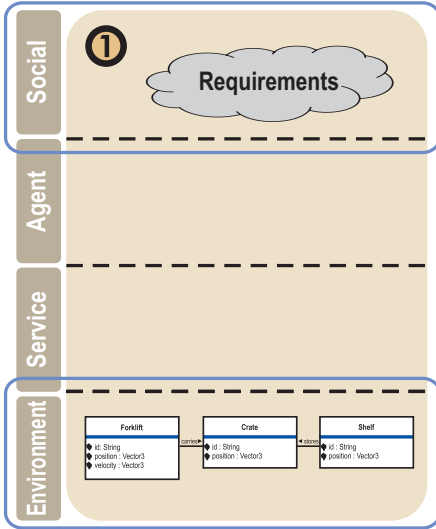 Social
1
Requirements
Agent
Service
Environment
Forklift
id: String
position : Vector3
velocity : Vector3
carries
Crate
id : String
position : Vector3
stores
Shelf
id : String
position : Vector3